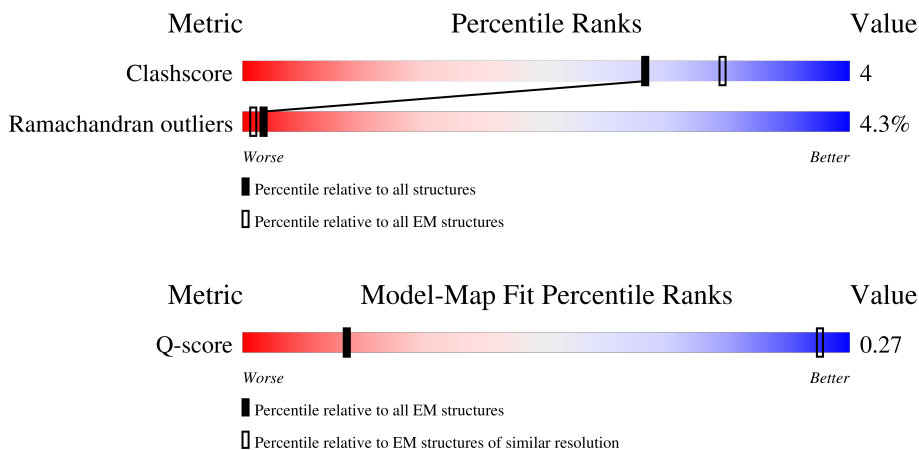 Metric Percentile Ranks Value
Clashscore 4
Ramachandran outliers 4.3%
Worse Better
Percentile relative to all structures
Percentile relative to all EM structures
Metric Model-Map Fit Percentile Ranks Value
Q-score 0.27
Worse Better
Percentile relative to all EM structures
Percentile relative to EM structures of similar resolution